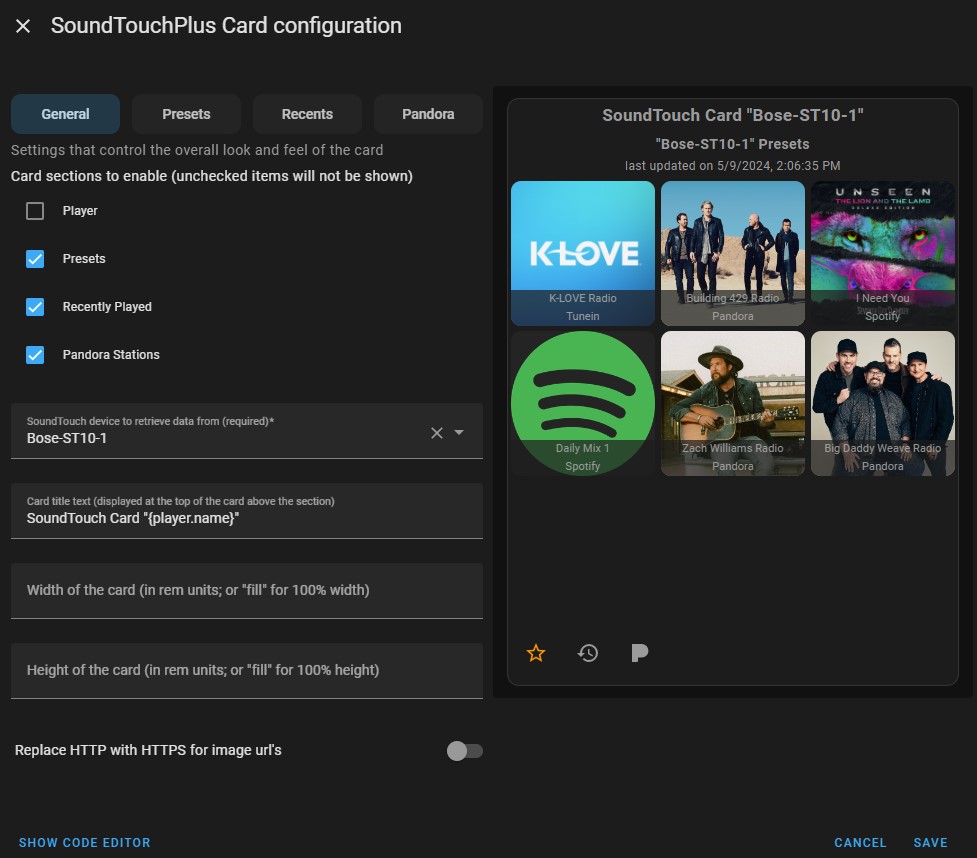 SoundTouchPlus Card configuration
General
Presets
Recents
Pandora
Settings that control the overall look and feel of the card
Card sections to enable (unchecked items will not be shown)
Player
Presets
Recently Played
Pandora Stations
SoundTouch device to retrieve data from (required)*
Bose-ST10-1
Card title text (displayed at the top of the card above the section)
SoundTouch Card "{player.name}"
Width of the card (in rem units; or "fill" for 100% width)
Height of the card (in rem units; or "fill" for 100% height)
Replace HTTP with HTTPS for image url's
SoundTouch Card "Bose-ST10-1"
"Bose-ST10-1" Presets
last updated on 5/9/2024, 2:06:35 PM
K-LOVE
K-LOVE Radio
Tunein
Building 429 Radio
Pandora
UNSEEN
THE LION AND THE LAMB
DELUXE EDITION
I Need You
Spotify
Daily Mix 1
Spotify
Zach Williams Radio
Pandora
Big Daddy Weave Radio
Pandora
SHOW CODE EDITOR
CANCEL
SAVE